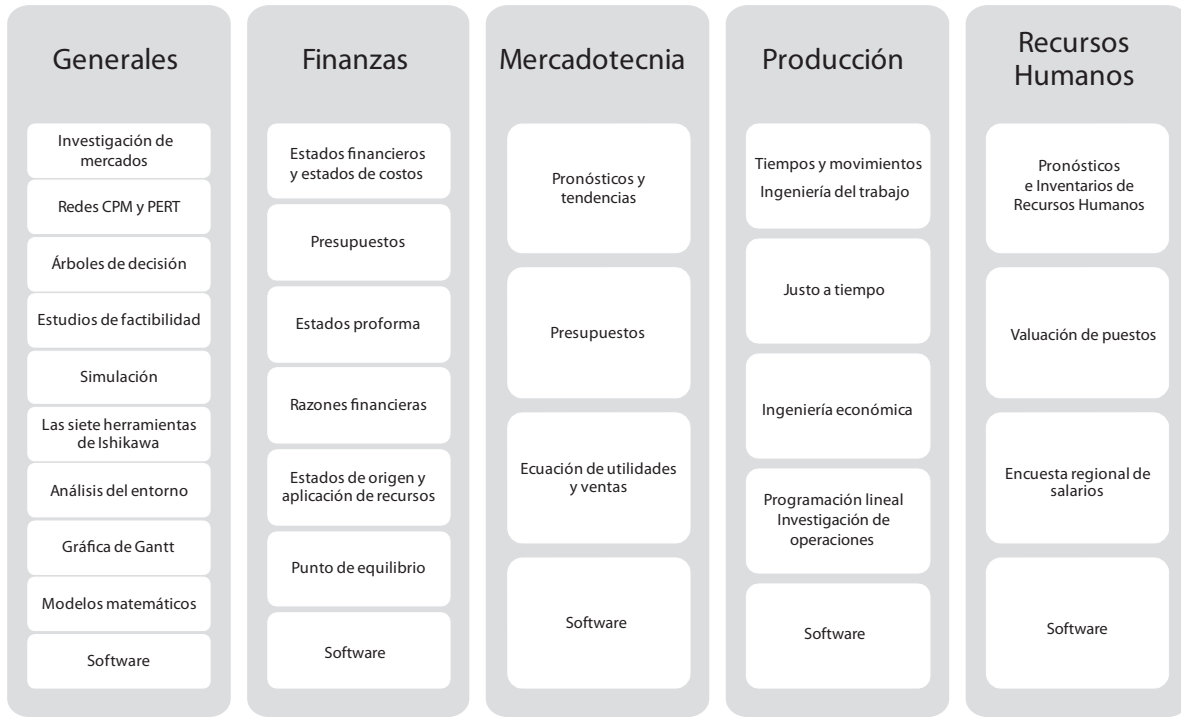 Generales
Investigación de
mercados
Redes CPM y PERT
Árboles de decisión
Estudios de factibilidad
Simulación
Las siete herramientas
de Ishikawa
Análisis del entorno
Gráfica de Gantt
Modelos matemáticos
Software
Finanzas
Estados financieros
y estados de costos
Presupuestos
Estados proforma
Razones financieras
Estados de origen y
aplicación de recursos
Punto de equilibrio
Software
Mercadotecnia
Pronósticos y
tendencias
Presupuestos
Ecuación de utilidades
y ventas
Software
Producción
Tiempos y movimientos
Ingeniería del trabajo
Justo a tiempo
Ingeniería económica
Programación lineal
Investigación de
operaciones
Software
Recursos
Humanos
Pronósticos
e Inventarios de
Recursos Humanos
Valuación de puestos
Encuesta regional de
salarios
Software